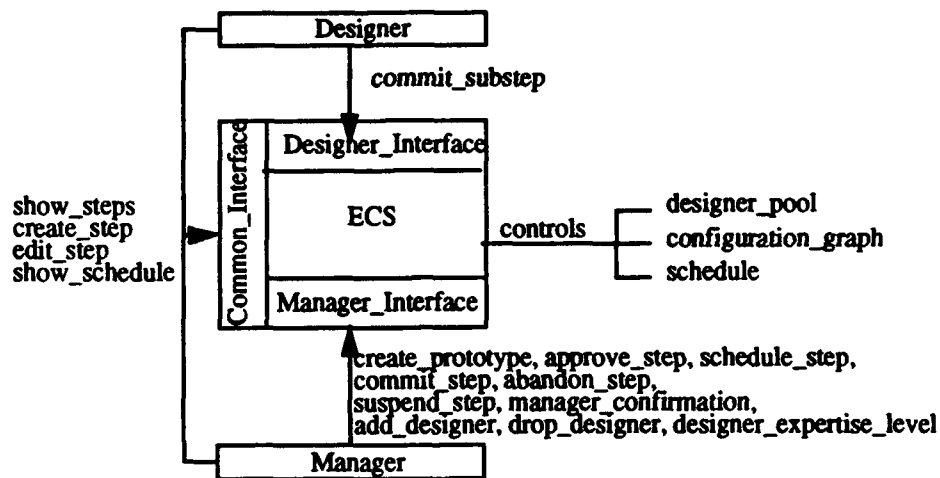 Designer
commit_substep
Common_Interface
Designer_Interface
ECS
Manager_Interface
show_steps
create_step
edit_step
show_schedule
controls
designer_pool
configuration_graph
schedule
create_prototype, approve_step, schedule_step,
commit_step, abandon_step,
suspend_step, manager_confirmation,
add_designer, drop_designer, designer_expertise_level
Manager